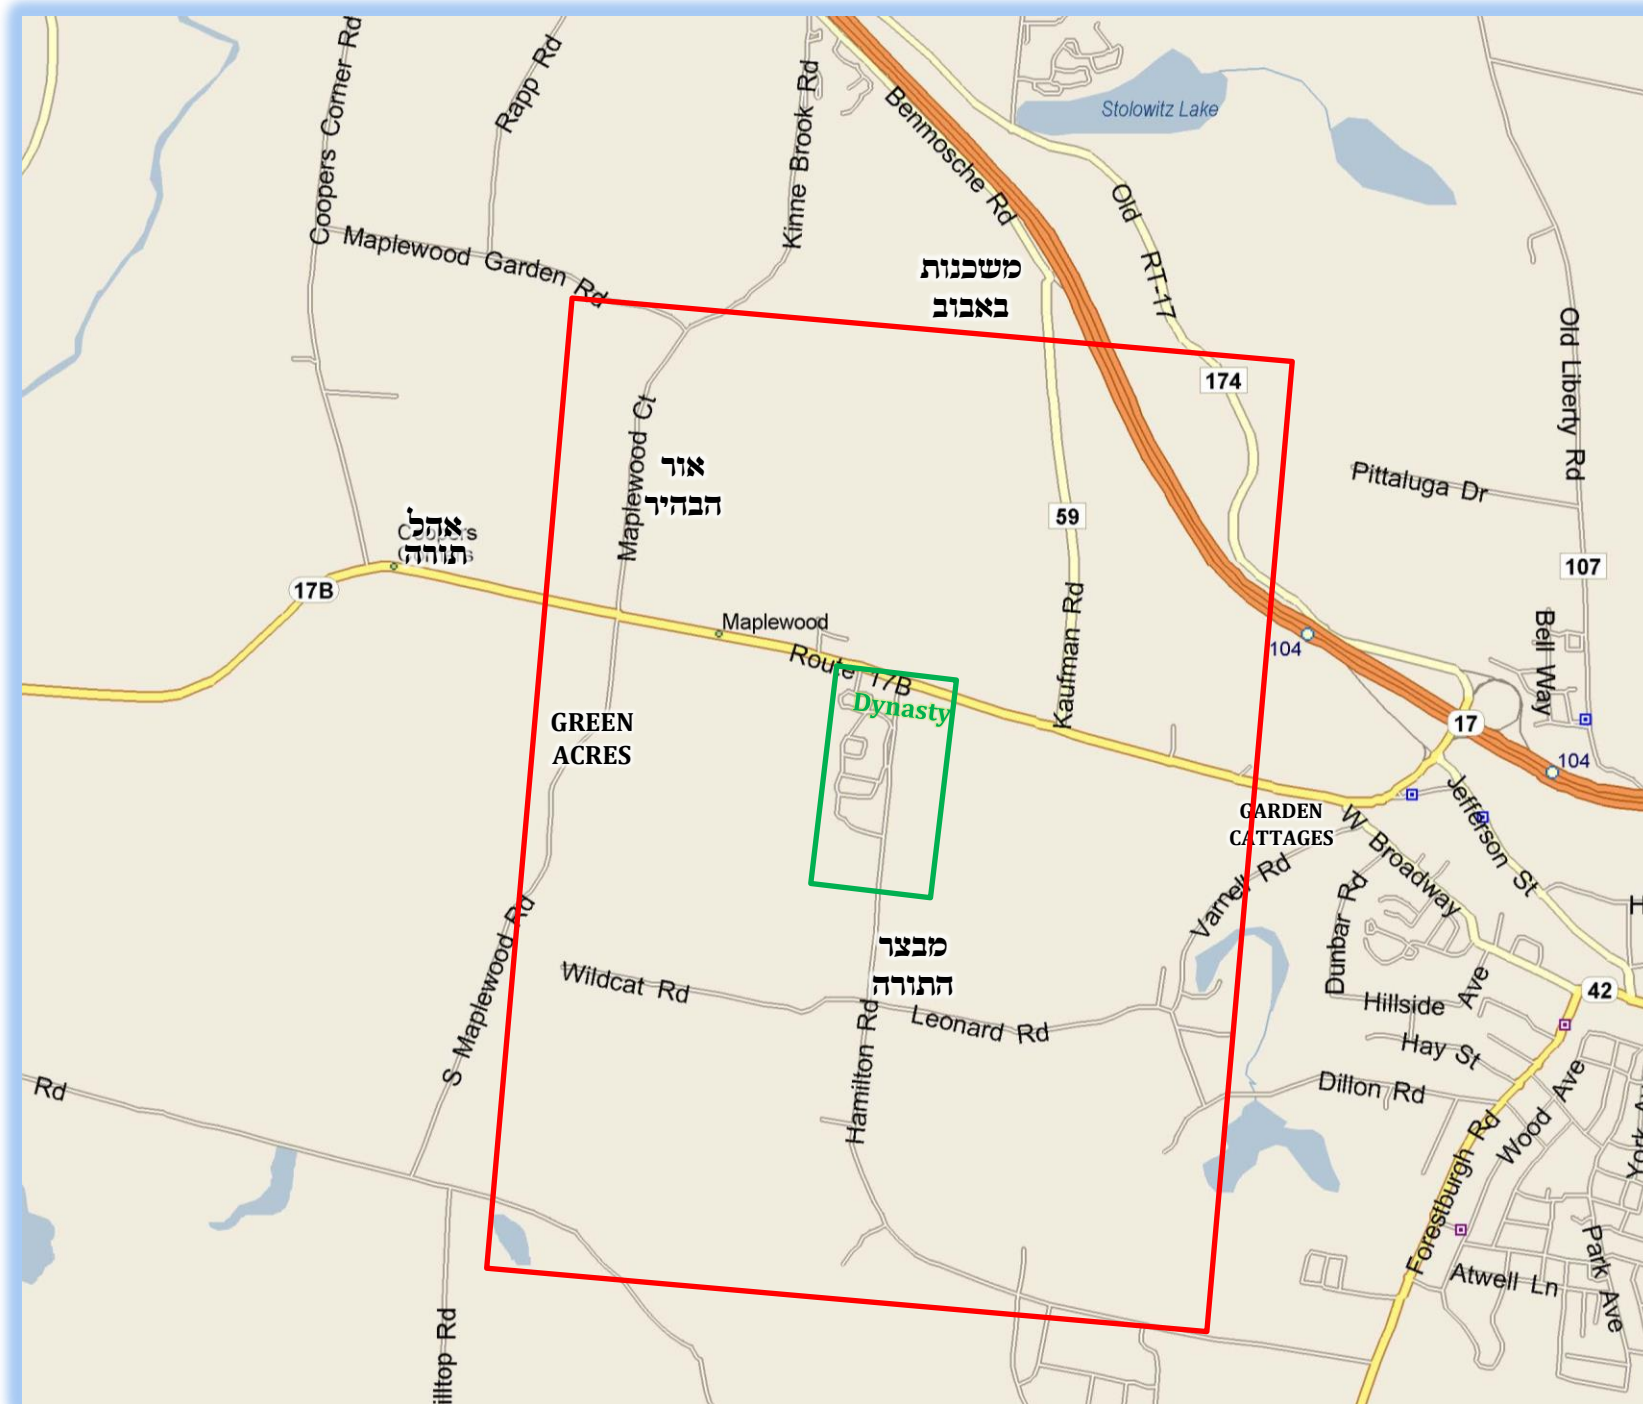 Coopers Corner Rd
Rapp Rd
Kinne Brook Rd
Benmosche Rd
Stolowitz Lake
Old RT-17
Maplewood Garden Rd
משכנות
באבוב
Old Liberty Rd
174
Maplewood Ct
אור
הבהיר
Pittaluga Dr
59
אהל
תורה
Coopers
Corners
17B
107
Maplewood
Kaufman Rd
104
Bell Way
Route 17B
Dynasty
GREEN
ACRES
17
104
GARDEN
CATTAGES
W Broadway
Jefferson St
Varnell Rd
Dunbar Rd
H
S Maplewood Rd
מבצר
התורה
Wildcat Rd
Leonard Rd
Hamilton Rd
Hillside Ave
42
Hay St
Dillon Rd
Rd
Wood Ave
York A
Forestburgh Rd
Park Ave
Atwell Ln
illtop Rd